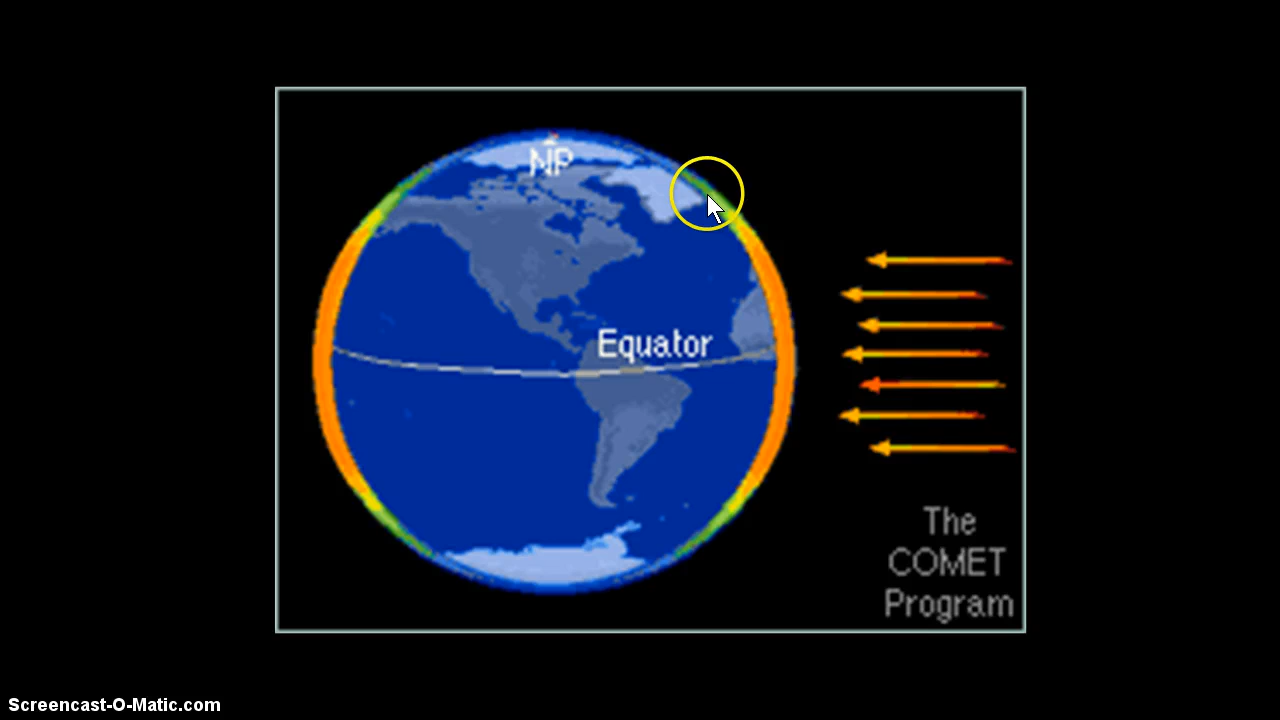 NP
Equator
The
COMET
Program
Screencast-O-Matic.com